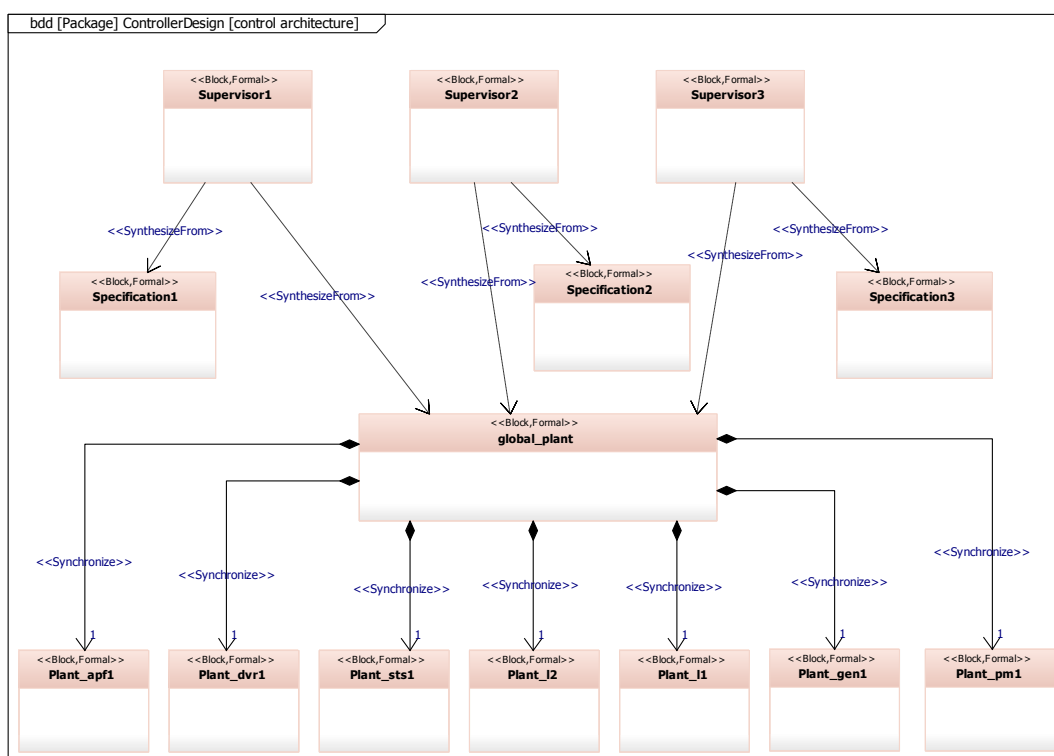 bdd [Package] ControllerDesign [control architecture]
<<Block,Formal>>
Supervisor1
<<Block,Formal>>
Supervisor2
<<Block,Formal>>
Supervisor3
<<SynthesizeFrom>>
<<SynthesizeFrom>>
<<SynthesizeFrom>>
<<SynthesizeFrom>>
<<SynthesizeFrom>>
<<SynthesizeFrom>>
<<Block,Formal>>
Specification1
<<Block,Formal>>
Specification2
<<Block,Formal>>
Specification3
<<Block,Formal>>
global_plant
<<Synchronize>>
<<Synchronize>>
<<Synchronize>>
<<Synchronize>>
<<Synchronize>>
<<Synchronize>>
<<Synchronize>>
1
1
1
1
1
1
1
<<Block,Formal>>
Plant_apf1
<<Block,Formal>>
Plant_dvr1
<<Block,Formal>>
Plant_sts1
<<Block,Formal>>
Plant_l2
<<Block,Formal>>
Plant_l1
<<Block,Formal>>
Plant_gen1
<<Block,Formal>>
Plant_pm1